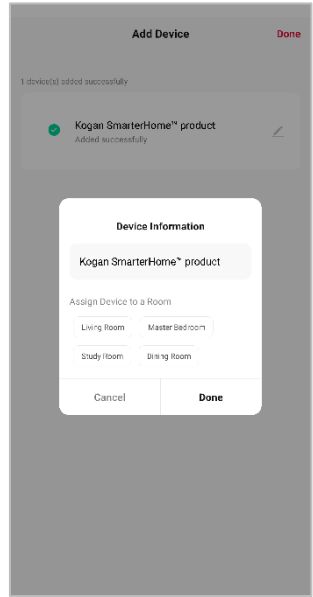 Add Device Done
1 device(s) added successfully
Kogan SmarterHome™ product
Added successfully
Device Information
Kogan SmarterHome™ product
Assign Device to a Room
Living Room Master Bedroom
Study Room Dining Room
Cancel Done